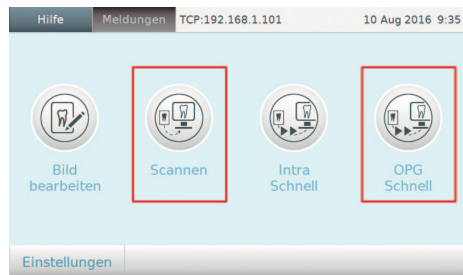 Hilfe Meldungen TCP:192.168.1.101 10 Aug 2016 9:35
Bild bearbeiten
Scannen
Intra Schnell
OPG Schnell
Einstellungen